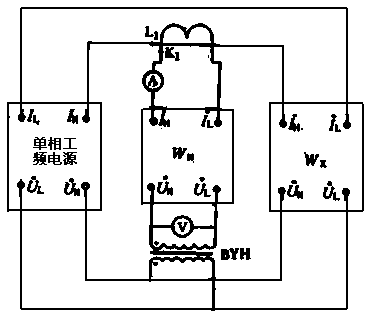 L₁
K₁
A
İL İH İH İL İH İL
单相工
频电源
WN WX
U̇L U̇H U̇H U̇L U̇H U̇L
V
BYH